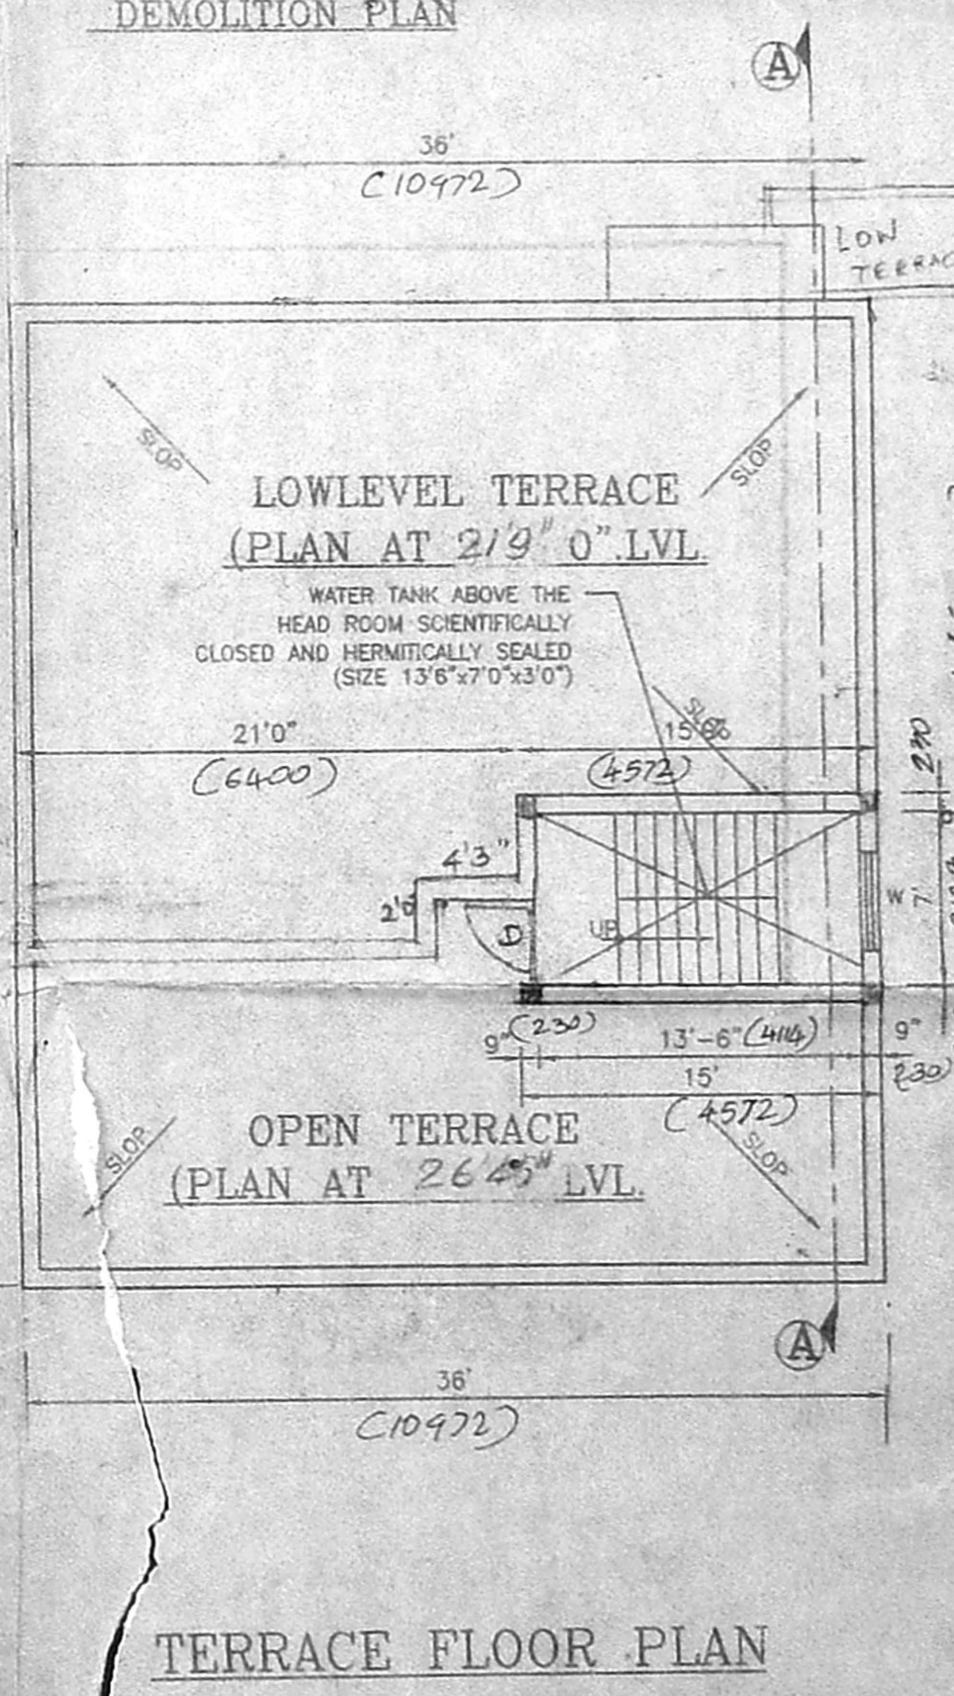 DEMOLITION PLAN
A
36'
(10972)
LOW
SLOP
SLOP
LOWLEVEL TERRACE
(PLAN AT 21'9" 0".LVL.
WATER TANK ABOVE THE
HEAD ROOM SCIENTIFICALLY
CLOSED AND HERMITICALLY SEALED
(SIZE 13'6"x7'0"x3'0")
21'0"
(6400)
(4572)
230
4'3"
W
7'
D
UP
9" (230)
13'-6" (4114)
9"
(230)
15'
(4572)
OPEN TERRACE
(PLAN AT LVL.
SLOP
SLOP
A
36'
(10972)
TERRACE FLOOR PLAN